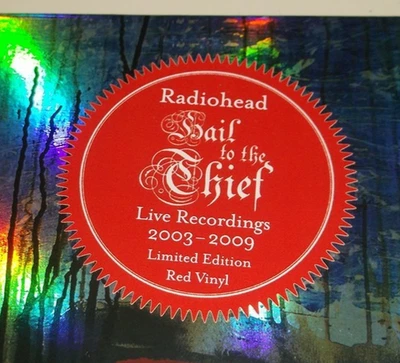 Radiohead
Hail
to the
Thief
Live Recordings
2003–2009
Limited Edition
Red Vinyl